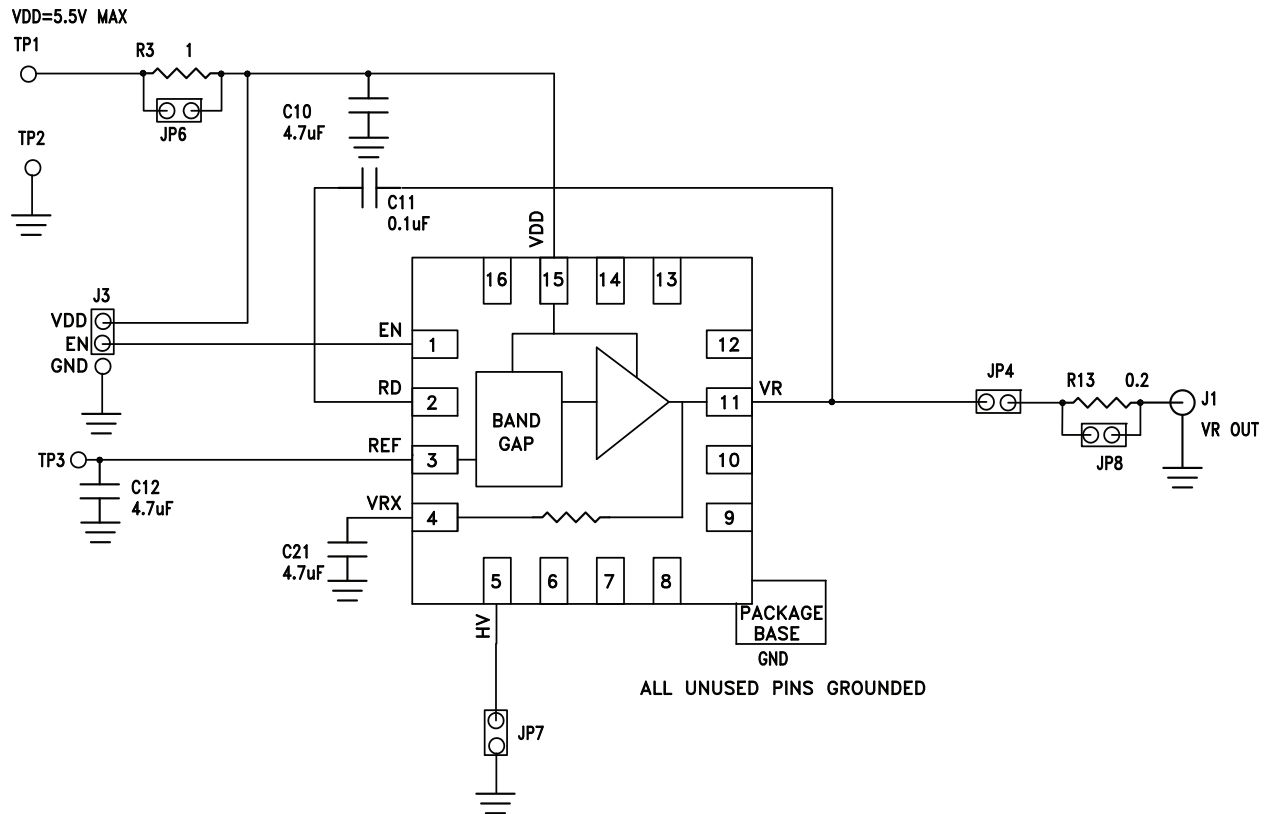 VDD=5.5V MAX
TP1
R3 1
JP6
C10
4.7uF
TP2
C11
0.1uF
VDD
16 15 14 13
J3
VDD
EN
GND
EN
1
12
RD
2
11
VR
JP4
R13 0.2
J1
VR OUT
JP8
BAND
GAP
REF
3
10
TP3
C12
4.7uF
VRX
4
9
C21
4.7uF
5 6 7 8
HV
PACKAGE
BASE
GND
ALL UNUSED PINS GROUNDED
JP7